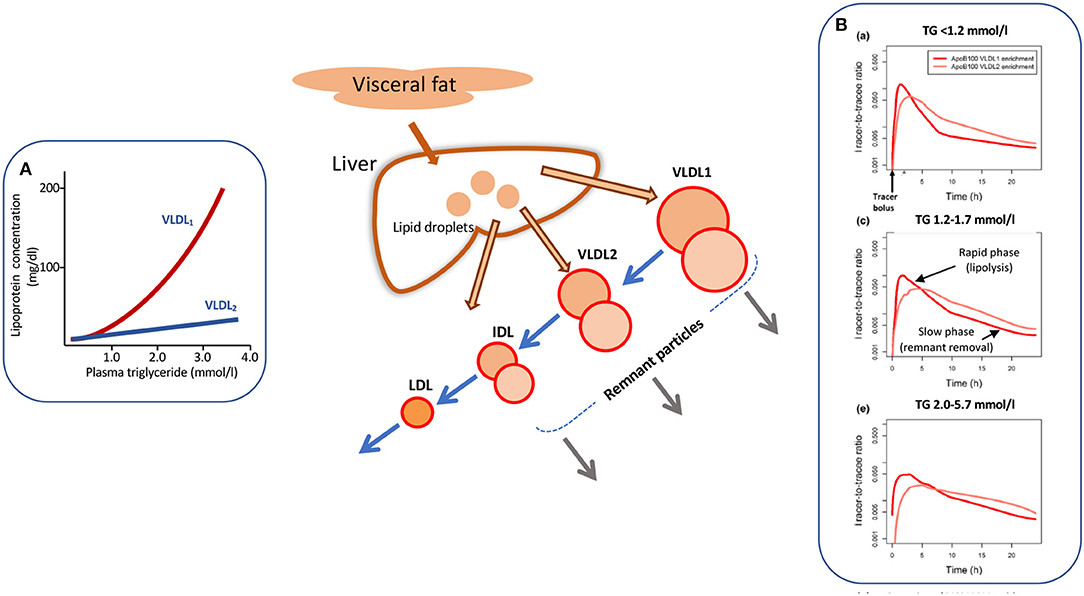 A
Lipoprotein concentration
(mg/dl)
200
100
VLDL1
VLDL2
1.0 2.0 3.0 4.0
Plasma triglyceride (mmol/l)
Visceral fat
Liver
Lipid droplets
VLDL1
VLDL2
IDL
LDL
Remnant particles
B
TG <1.2 mmol/l
(a)
ApoB100 VLDL1 enrichment
ApoB100 VLDL2 enrichment
Tracer-to-tracee ratio
0.500
0.050
0.005
0.001
0 5 10 15 20
Time (h)
Tracer
bolus
TG 1.2-1.7 mmol/l
(c)
Rapid phase
(lipolysis)
Slow phase
(remnant removal)
Tracer-to-tracee ratio
0.500
0.050
0.005
0.001
0 5 10 15 20
Time (h)
TG 2.0-5.7 mmol/l
(e)
Tracer-to-tracee ratio
0.500
0.050
0.005
0.001
0 5 10 15 20
Time (h)